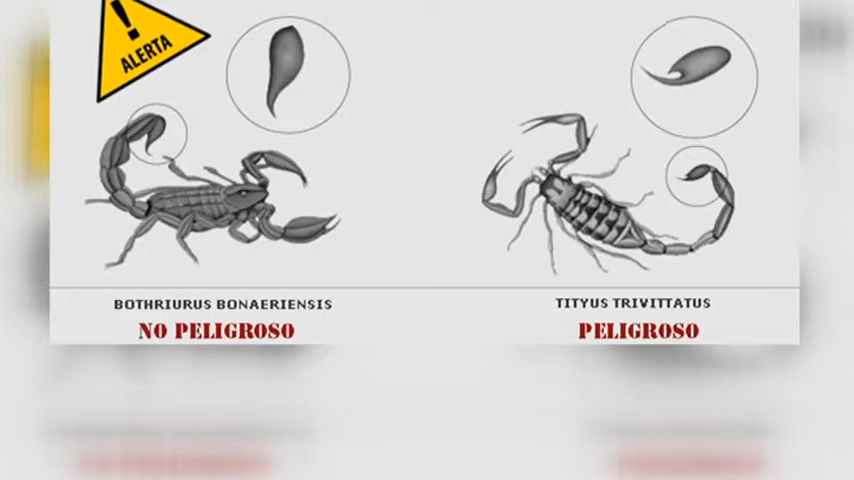 ALERTA
BOTHRIURUS BONAERIENSIS
NO PELIGROSO
TITYUS TRIVITTATUS
PELIGROSO